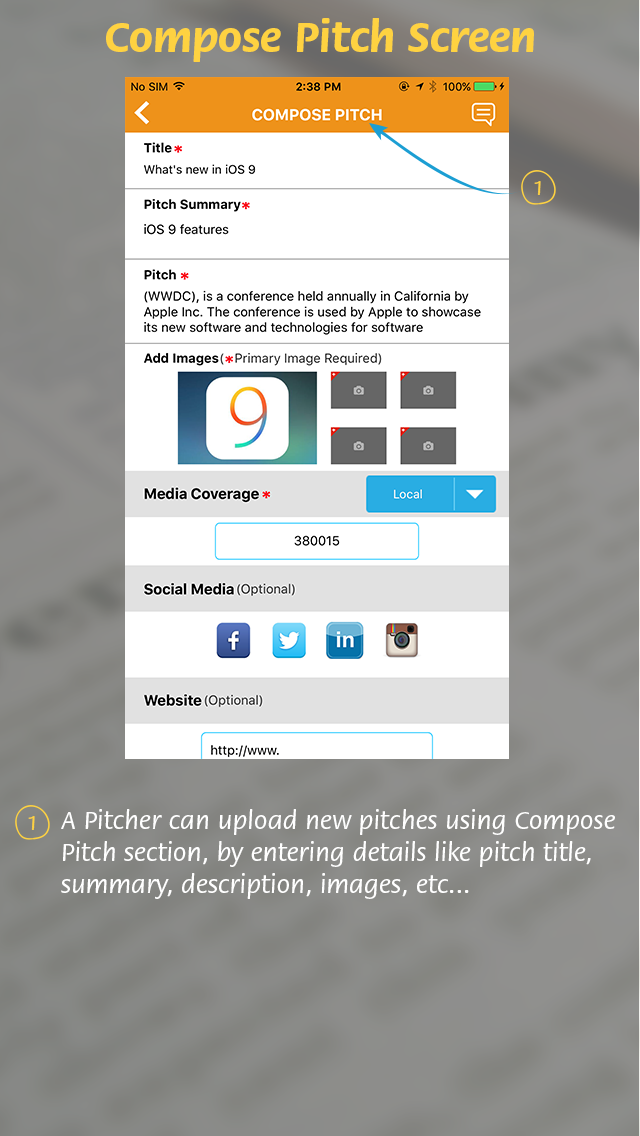 Compose Pitch Screen
No SIM 2:38 PM 100%
COMPOSE PITCH
1
Title*
What's new in iOS 9
Pitch Summary*
iOS 9 features
Pitch *
(WWDC), is a conference held annually in California by
Apple Inc. The conference is used by Apple to showcase
its new software and technologies for software
Add Images(*Primary Image Required)
9
Media Coverage *
Local
380015
Social Media (Optional)
f in
Website (Optional)
http://www.
1 A Pitcher can upload new pitches using Compose
Pitch section, by entering details like pitch title,
summary, description, images, etc...